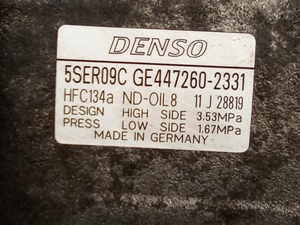 DENSO
5SER09C GE447260-2331
HFC134a ND-OIL8 11 J 28819
DESIGN HIGH SIDE 3.53MPa
PRESS LOW SIDE 1.67MPa
MADE IN GERMANY